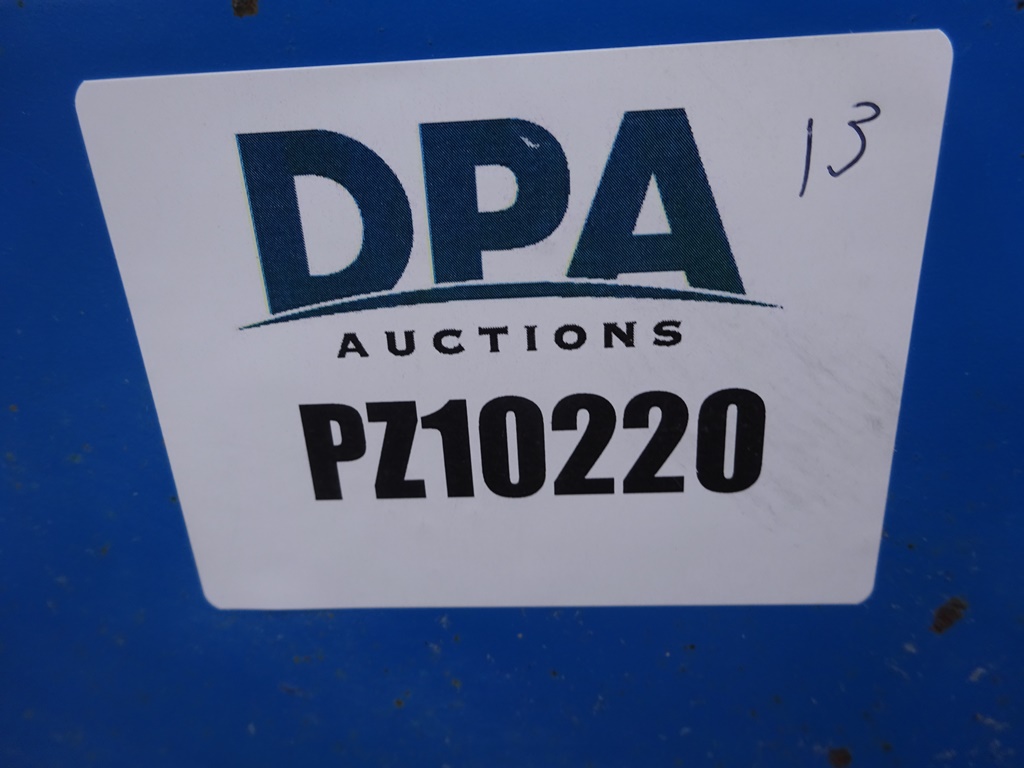 DPA
13
AUCTIONS
PZ10220